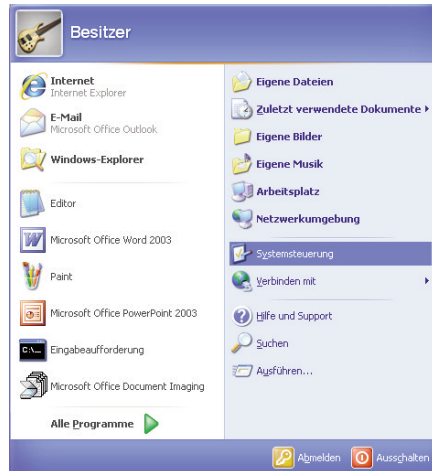 Besitzer
Internet
Internet Explorer
E-Mail
Microsoft Office Outlook
Windows-Explorer
Editor
Microsoft Office Word 2003
Paint
Microsoft Office PowerPoint 2003
Eingabeaufforderung
Microsoft Office Document Imaging
Alle Programme
Eigene Dateien
Zuletzt verwendete Dokumente
Eigene Bilder
Eigene Musik
Arbeitsplatz
Netzwerkumgebung
Systemsteuerung
Verbinden mit
Hilfe und Support
Suchen
Ausführen...
Abmelden
Ausschalten